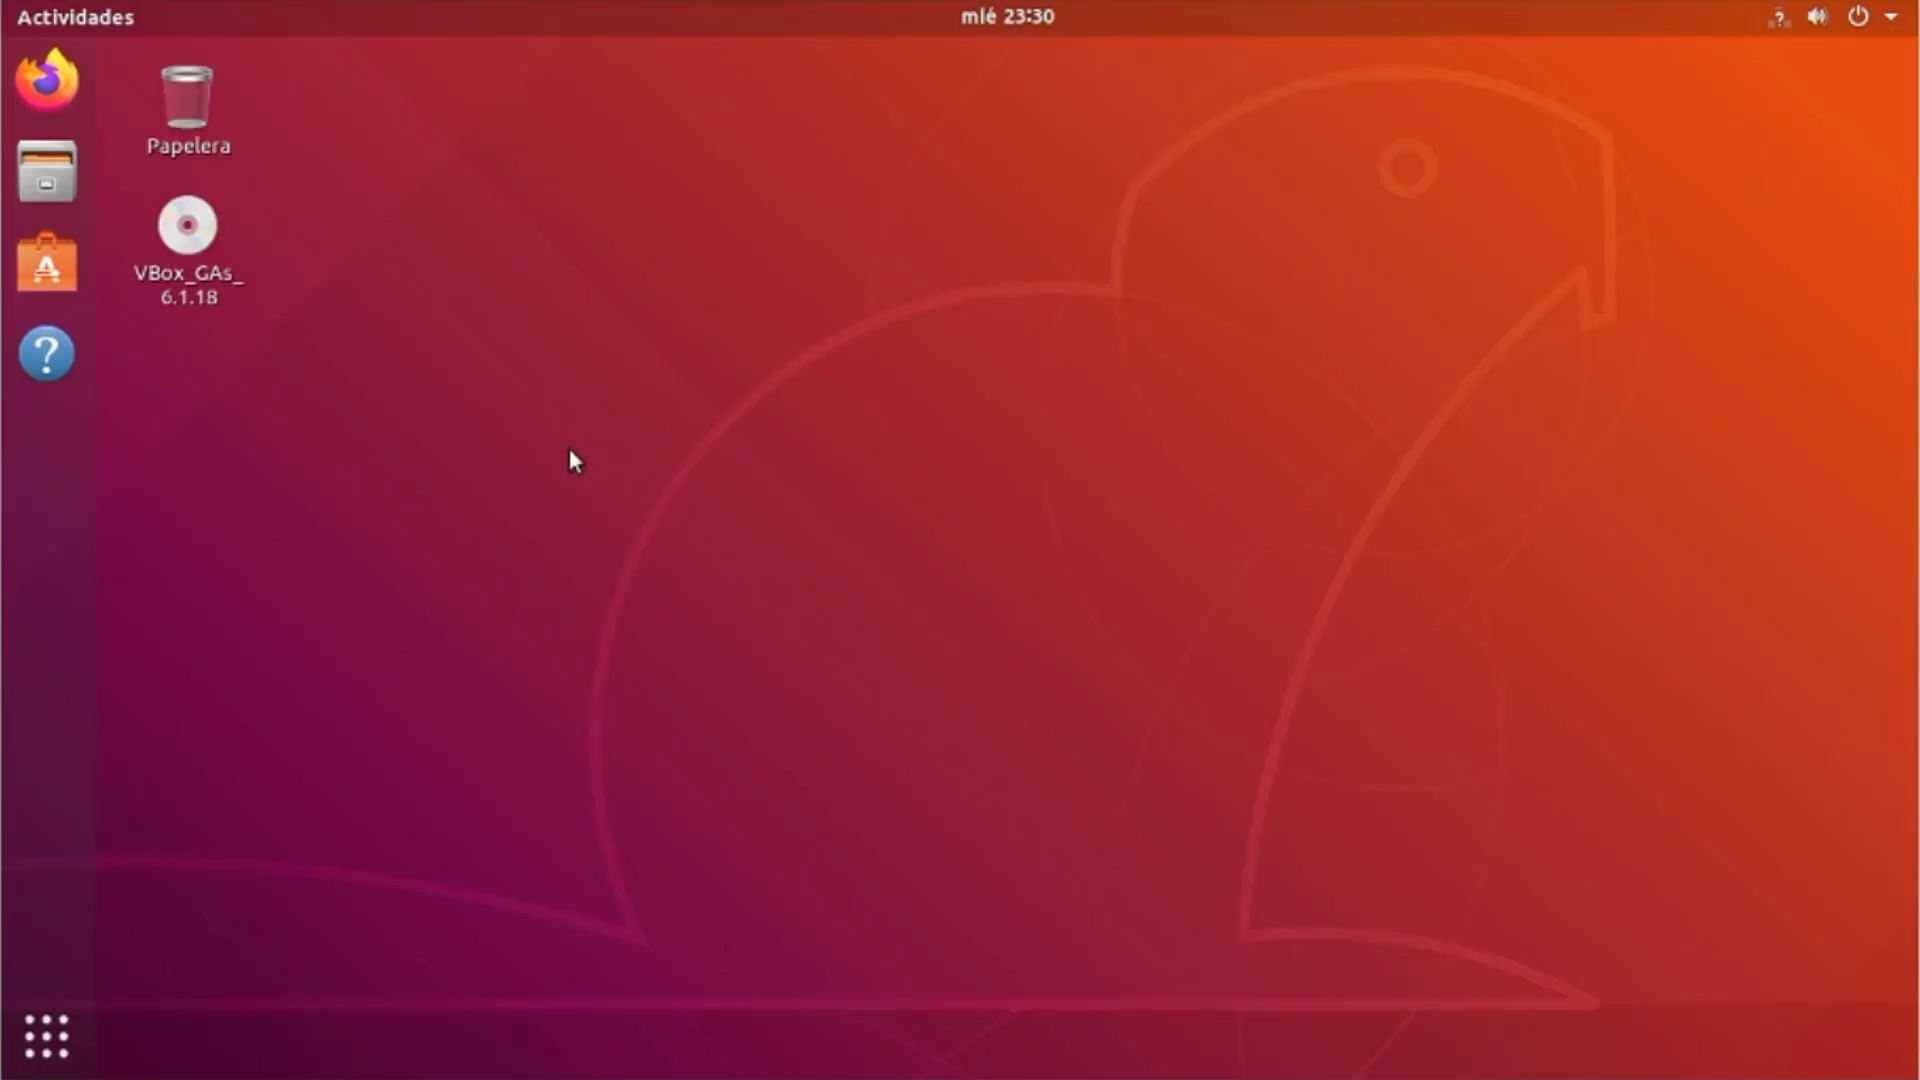 Actividades
mié 23:30
Papelera
VBox_GAs_
6.1.18